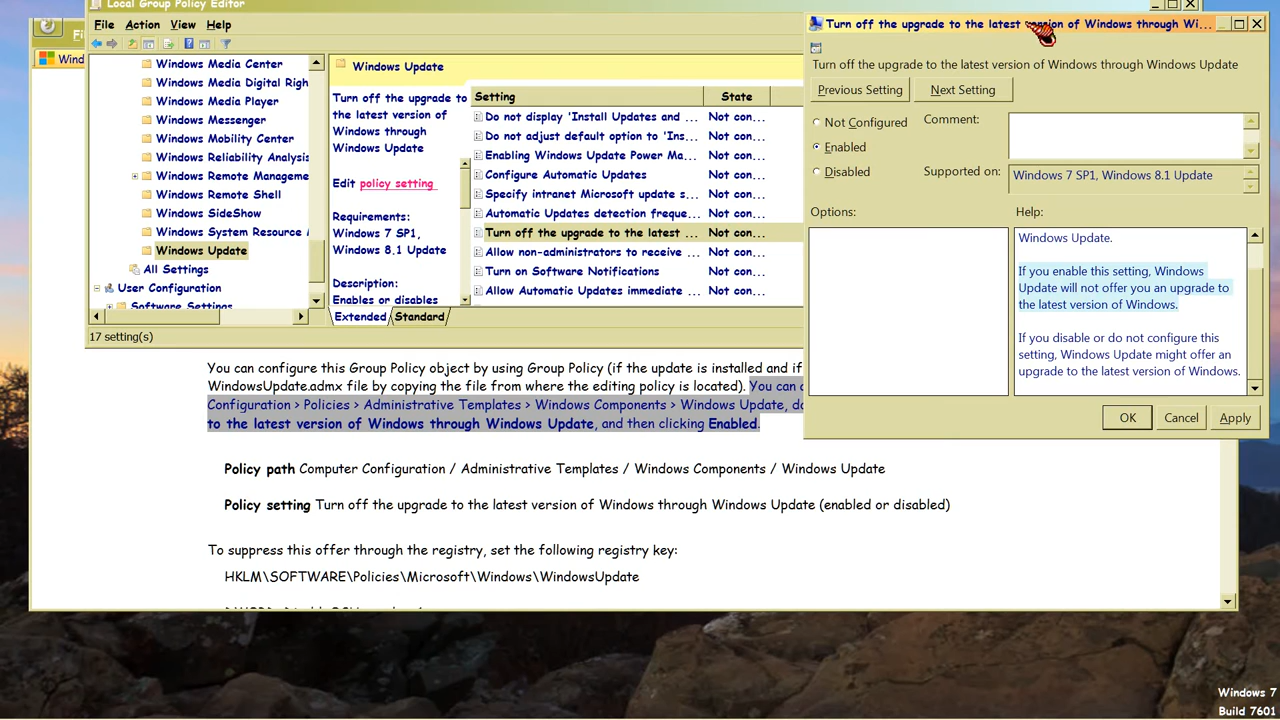 Local Group Policy Editor
File Action View Help
Wind
Windows Media Center
Windows Media Digital Righ
Windows Media Player
Windows Messenger
Windows Mobility Center
Windows Reliability Analysis
Windows Remote Manageme
Windows Remote Shell
Windows SideShow
Windows System Resource
Windows Update
All Settings
User Configuration
Software Settings
17 setting(s)
Windows Update
Turn off the upgrade to
the latest version of
Windows through
Windows Update
Edit policy setting
Requirements:
Windows 7 SP1,
Windows 8.1 Update
Description:
Enables or disables
Extended Standard
Setting State
Do not display 'Install Updates and ... Not con...
Do not adjust default option to 'Ins... Not con...
Enabling Windows Update Power Ma... Not con...
Configure Automatic Updates Not con...
Specify intranet Microsoft update s... Not con...
Automatic Updates detection freque... Not con...
Turn off the upgrade to the latest ... Not con...
Allow non-administrators to receive ... Not con...
Turn on Software Notifications Not con...
Allow Automatic Updates immediate ... Not con...
Turn off the upgrade to the latest version of Windows through Wi...
Turn off the upgrade to the latest version of Windows through Windows Update
Previous Setting Next Setting
Not Configured Comment:
Enabled
Disabled Supported on: Windows 7 SP1, Windows 8.1 Update
Options: Help:
Windows Update.
If you enable this setting, Windows
Update will not offer you an upgrade to
the latest version of Windows.
If you disable or do not configure this
setting, Windows Update might offer an
upgrade to the latest version of Windows.
OK Cancel Apply
You can configure this Group Policy object by using Group Policy (if the update is installed and if
WindowsUpdate.admx file by copying the file from where the editing policy is located). You can
Configuration > Policies > Administrative Templates > Windows Components > Windows Update, do
to the latest version of Windows through Windows Update, and then clicking Enabled.
Policy path Computer Configuration / Administrative Templates / Windows Components / Windows Update
Policy setting Turn off the upgrade to the latest version of Windows through Windows Update (enabled or disabled)
To suppress this offer through the registry, set the following registry key:
HKLM\SOFTWARE\Policies\Microsoft\Windows\WindowsUpdate
Windows 7
Build 7601